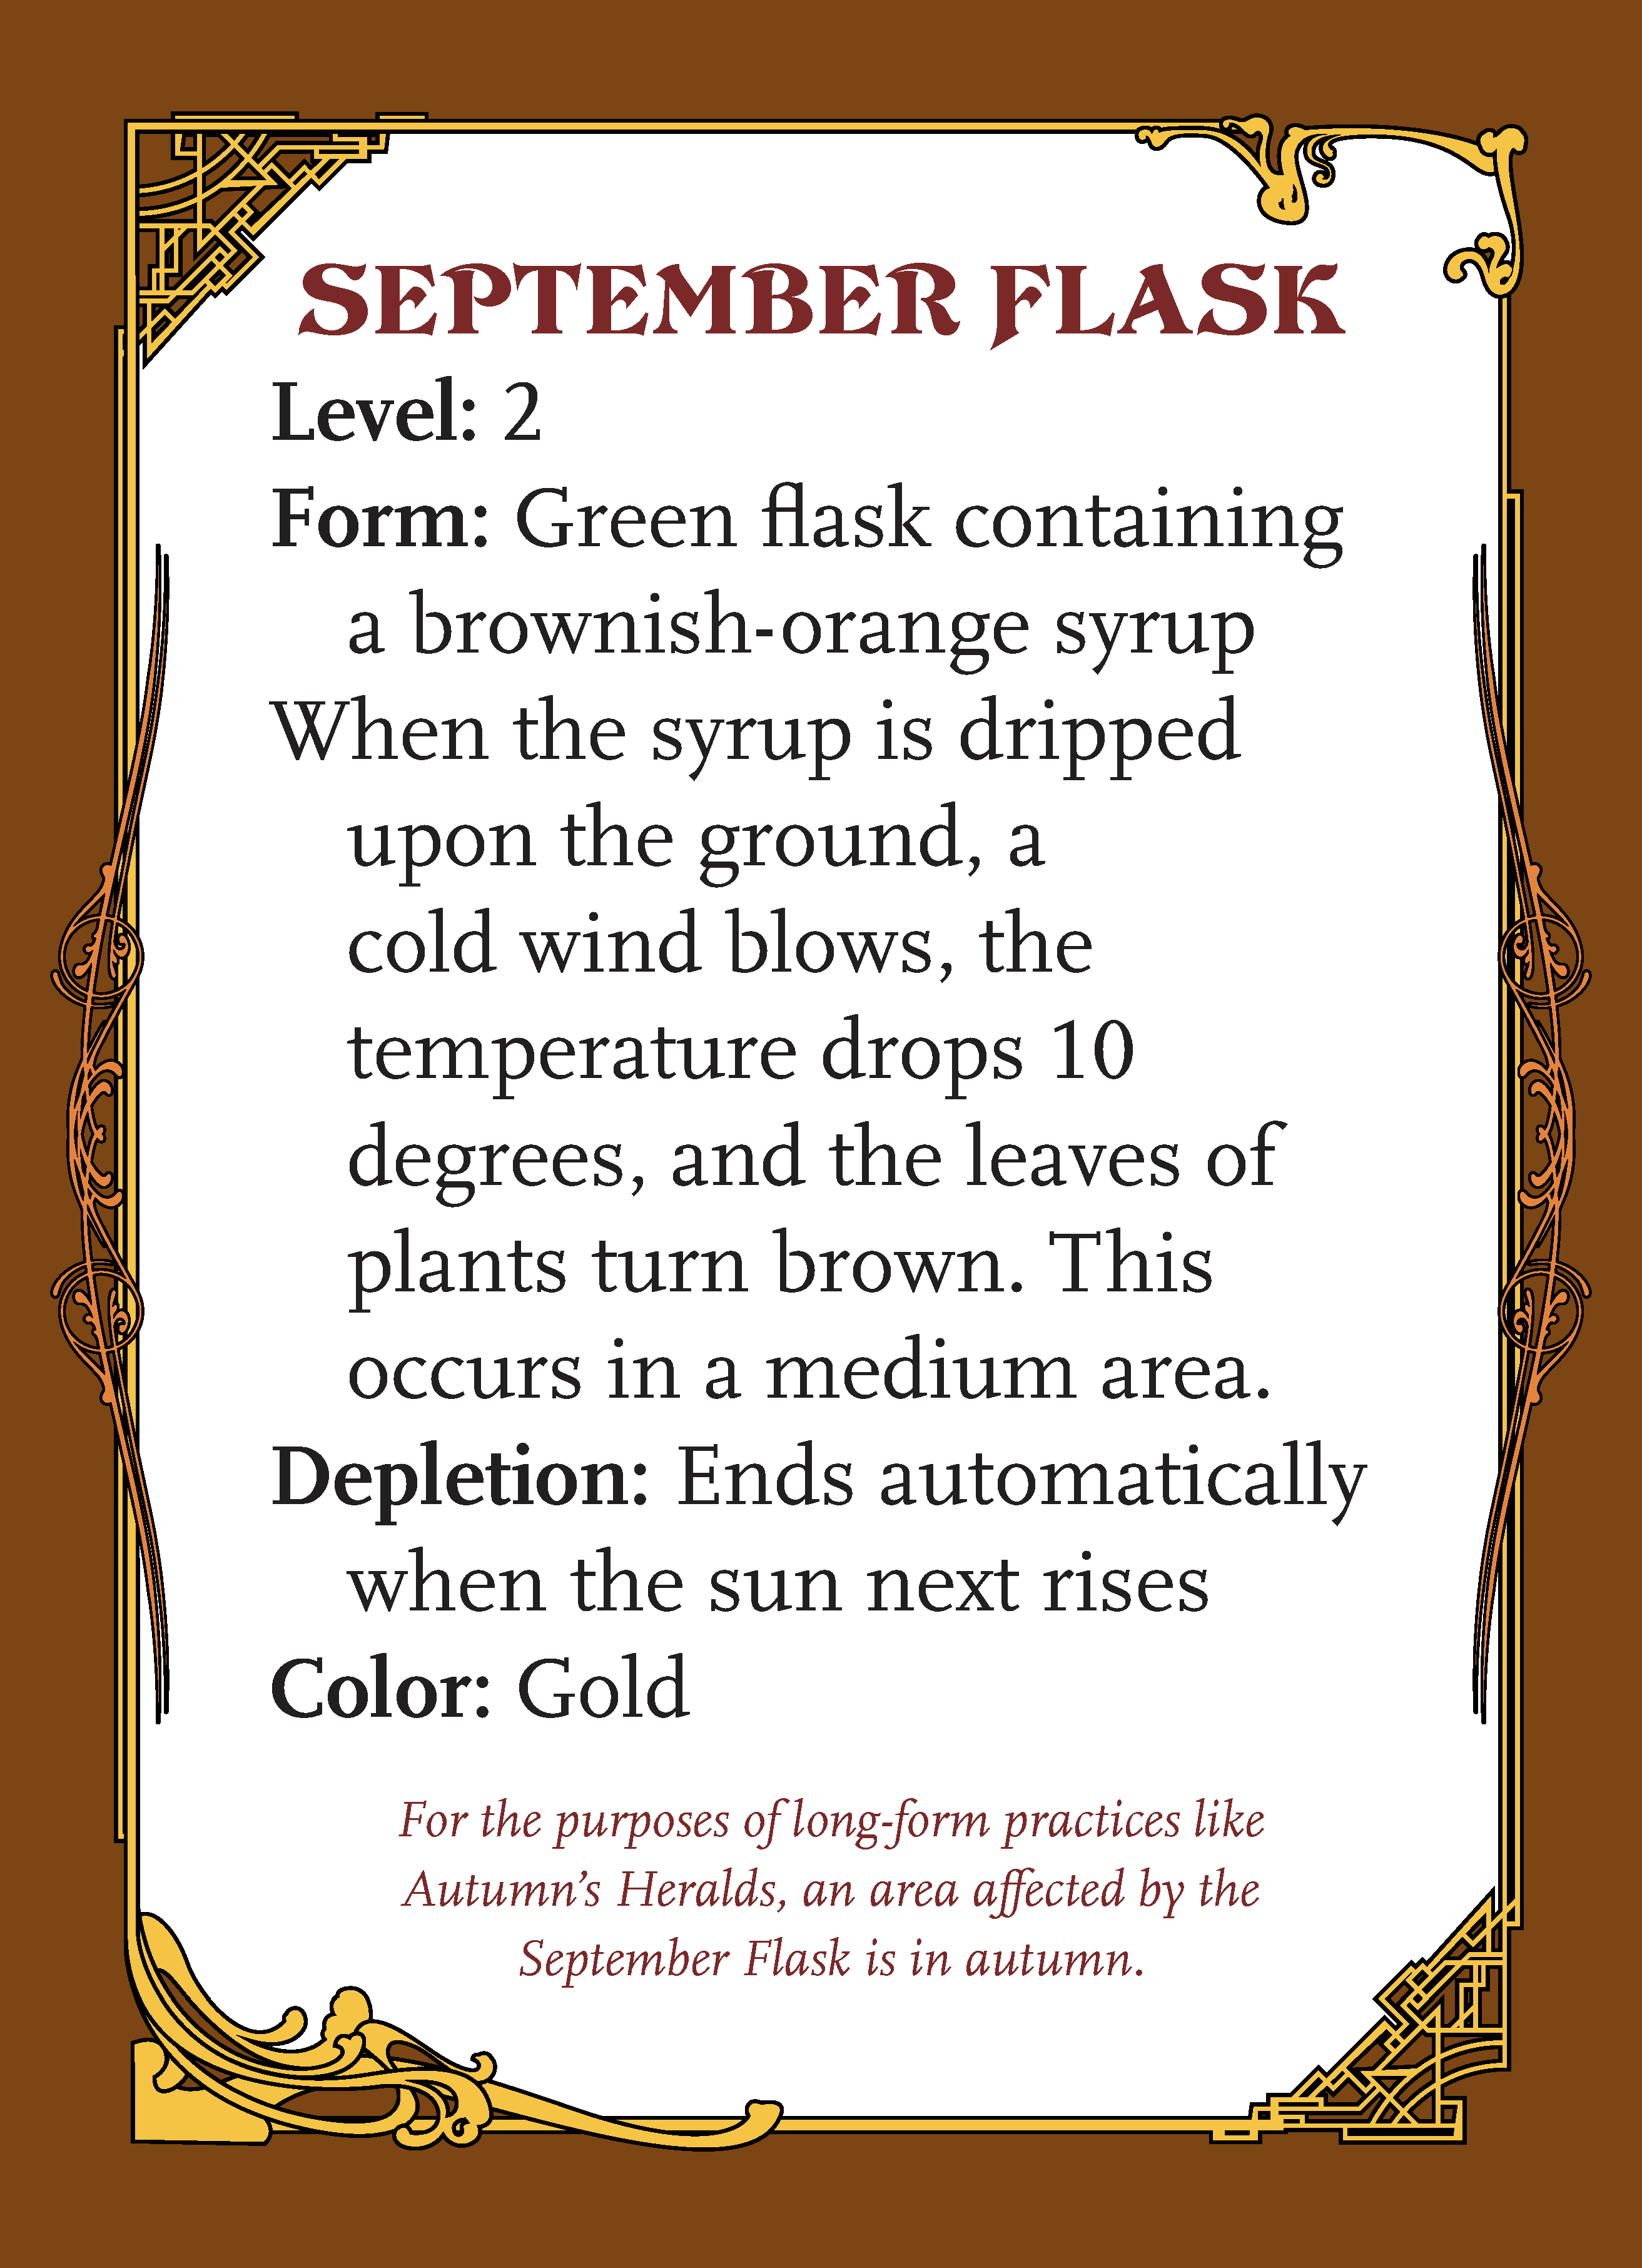 SEPTEMBER FLASK
Level: 2
Form: Green flask containing
a brownish-orange syrup
When the syrup is dripped
upon the ground, a
cold wind blows, the
temperature drops 10
degrees, and the leaves of
plants turn brown. This
occurs in a medium area.
Depletion: Ends automatically
when the sun next rises
Color: Gold
For the purposes of long-form practices like
Autumn’s Heralds, an area affected by the
September Flask is in autumn.